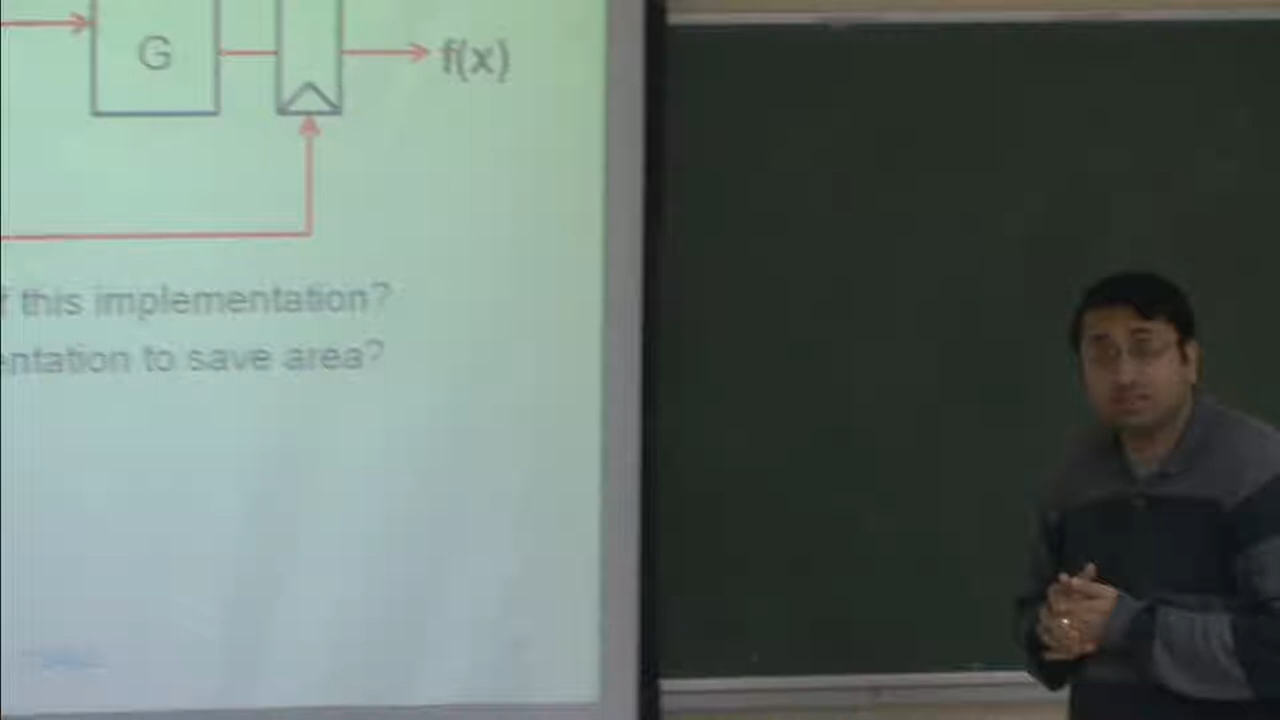 G
f(x)
f this implementation?
entation to save area?